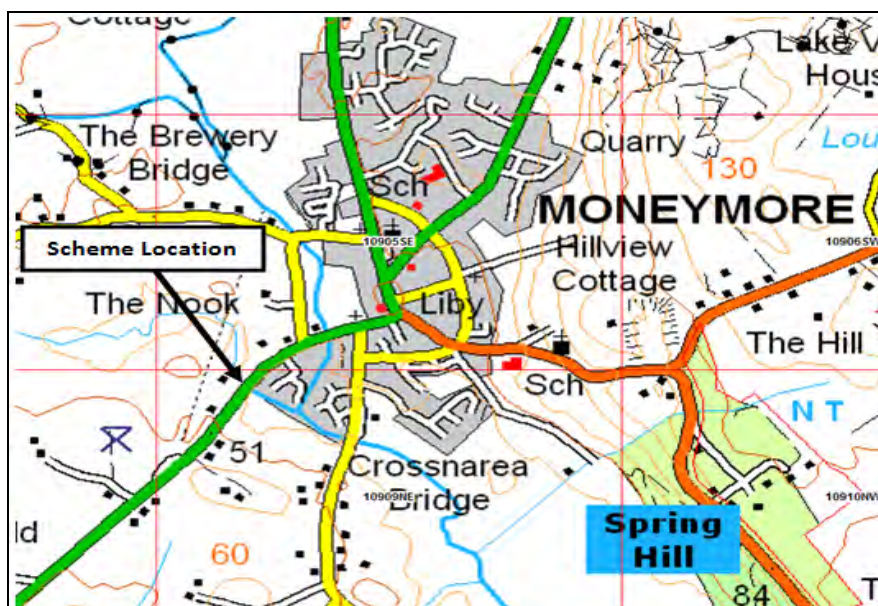 Cottage
Lake V
Hous
The Brewery
Bridge
Quarry
Lou
Sch
130
MONEYMORE
10905SE
10906SW
Scheme Location
Hillview
Cottage
The Nook
Liby
The Hill
Sch
N T
51
Crossnarea
Bridge
10909NE
10910NW
ld
Spring
Hill
60
84
T